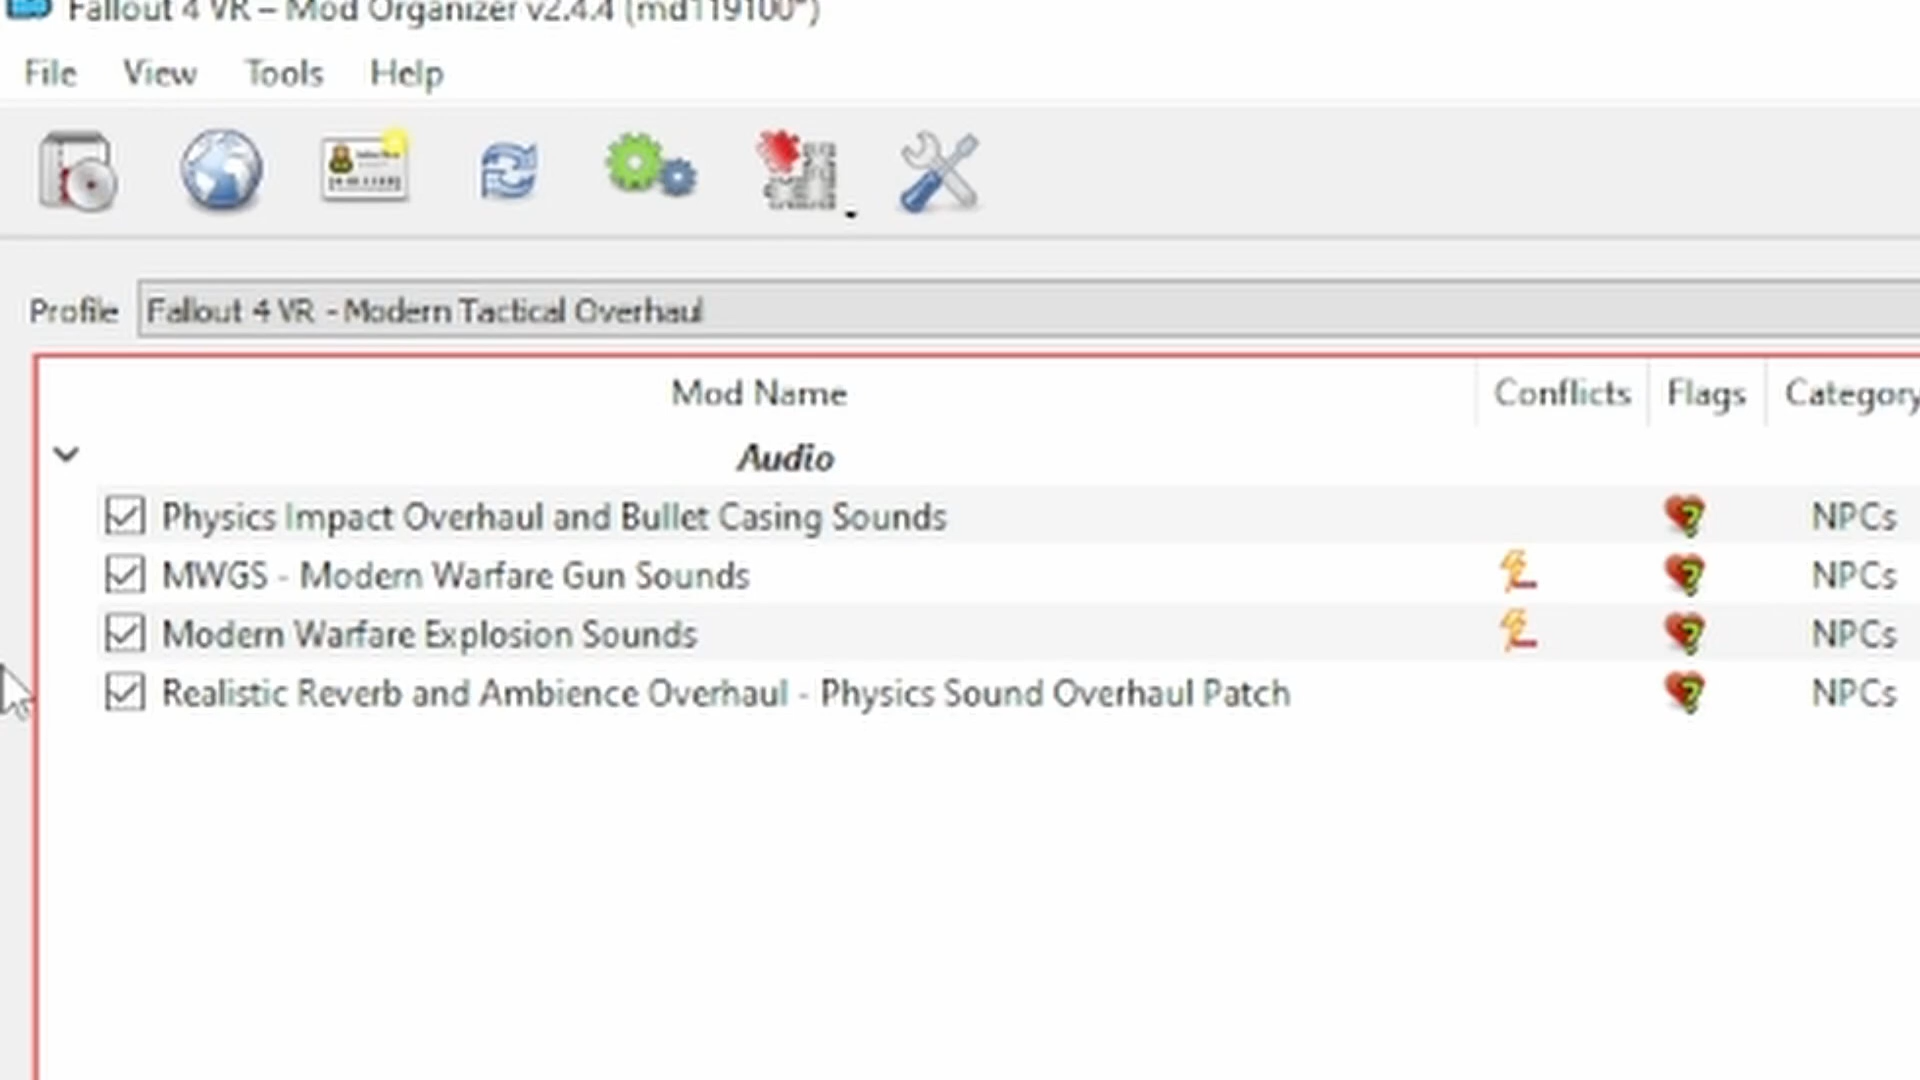 Fallout 4 VR – Mod Organizer v2.4.4 (md119100*)
File View Tools Help
Profile Fallout 4 VR - Modern Tactical Overhaul
Mod Name Conflicts Flags Category
Audio
Physics Impact Overhaul and Bullet Casing Sounds NPCs
MWGS - Modern Warfare Gun Sounds NPCs
Modern Warfare Explosion Sounds NPCs
Realistic Reverb and Ambience Overhaul - Physics Sound Overhaul Patch NPCs